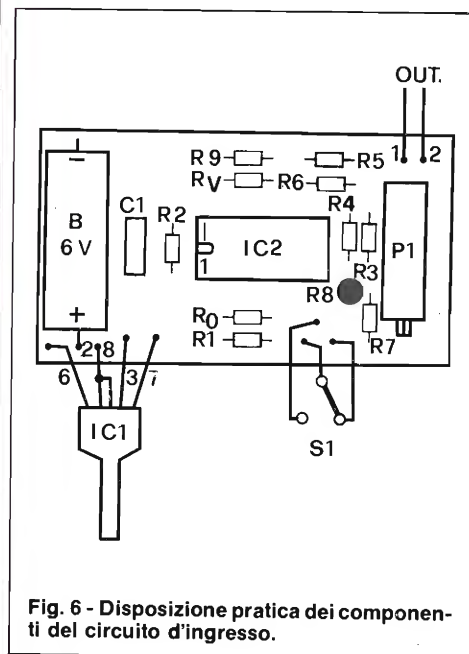 OUT.
1 2
R9 R5
B
6 V
–
+
C1
R2
RV R6
R4
1 IC2
P1
R3
R8
R0
R1
R7
2 8
6 3 7
IC1
S1
Fig. 6 - Disposizione pratica dei componen-
ti del circuito d'ingresso.